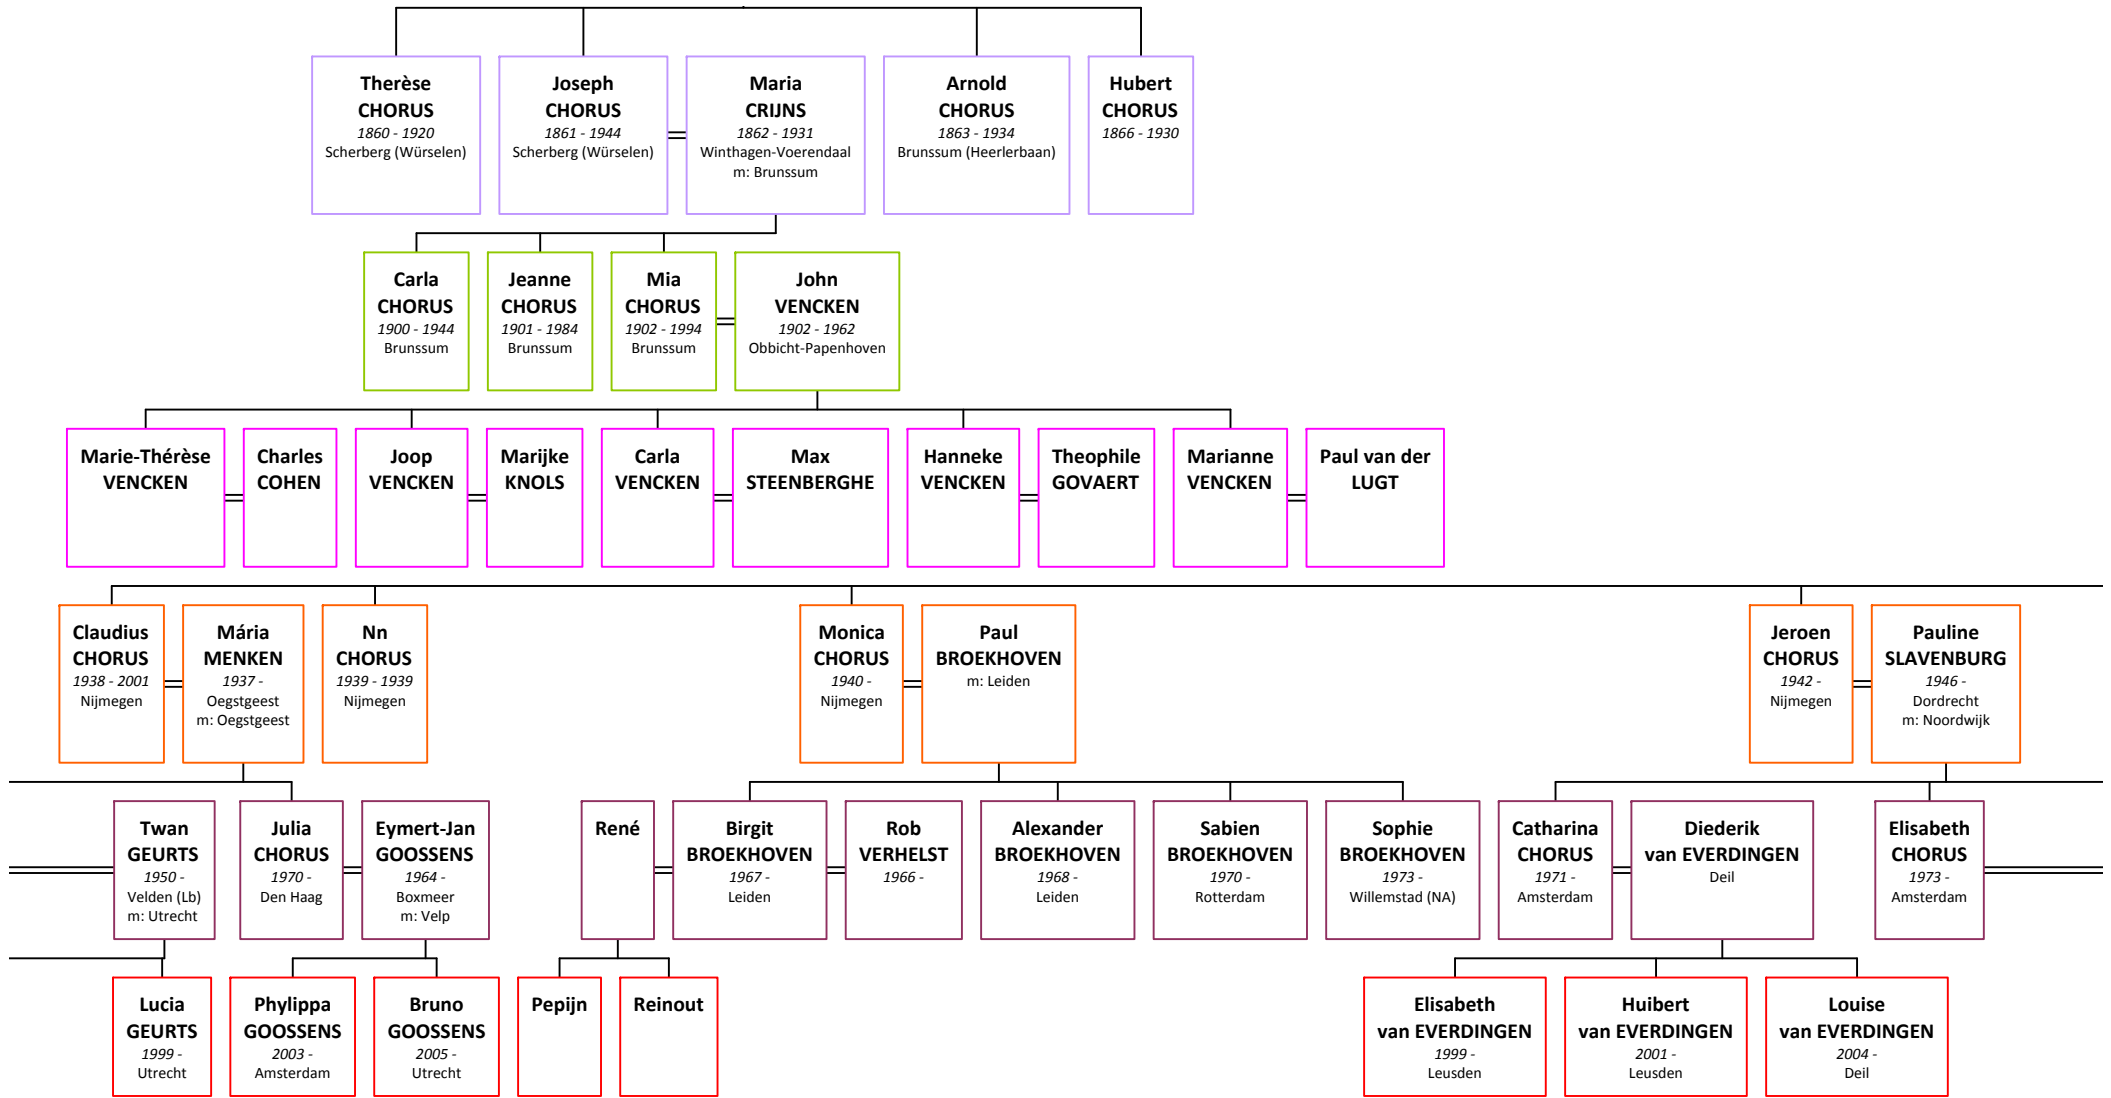 Therèse
CHORUS
1860 - 1920
Scherberg (Würselen)
Joseph
CHORUS
1861 - 1944
Scherberg (Würselen)
Maria
CRIJNS
1862 - 1931
Winthagen-Voerendaal
m: Brunssum
Arnold
CHORUS
1863 - 1934
Brunssum (Heerlerbaan)
Hubert
CHORUS
1866 - 1930
Carla
CHORUS
1900 - 1944
Brunssum
Jeanne
CHORUS
1901 - 1984
Brunssum
Mia
CHORUS
1902 - 1994
Brunssum
John
VENCKEN
1902 - 1962
Obbicht-Papenhoven
Marie-Thérèse
VENCKEN
Charles
COHEN
Joop
VENCKEN
Marijke
KNOLS
Carla
VENCKEN
Max
STEENBERGHE
Hanneke
VENCKEN
Theophile
GOVAERT
Marianne
VENCKEN
Paul van der
LUGT
Claudius
CHORUS
1938 - 2001
Nijmegen
Mária
MENKEN
1937 -
Oegstgeest
m: Oegstgeest
Nn
CHORUS
1939 - 1939
Nijmegen
Monica
CHORUS
1940 -
Nijmegen
Paul
BROEKHOVEN
m: Leiden
Jeroen
CHORUS
1942 -
Nijmegen
Pauline
SLAVENBURG
1946 -
Dordrecht
m: Noordwijk
Twan
GEURTS
1950 -
Velden (Lb)
m: Utrecht
Julia
CHORUS
1970 -
Den Haag
Eymert-Jan
GOOSSENS
1964 -
Boxmeer
m: Velp
René
Birgit
BROEKHOVEN
1967 -
Leiden
Rob
VERHELST
1966 -
Alexander
BROEKHOVEN
1968 -
Leiden
Sabien
BROEKHOVEN
1970 -
Rotterdam
Sophie
BROEKHOVEN
1973 -
Willemstad (NA)
Catharina
CHORUS
1971 -
Amsterdam
Diederik
van EVERDINGEN
Deil
Elisabeth
CHORUS
1973 -
Amsterdam
Lucia
GEURTS
1999 -
Utrecht
Phylippa
GOOSSENS
2003 -
Amsterdam
Bruno
GOOSSENS
2005 -
Utrecht
Pepijn
Reinout
Elisabeth
van EVERDINGEN
1999 -
Leusden
Huibert
van EVERDINGEN
2001 -
Leusden
Louise
van EVERDINGEN
2004 -
Deil